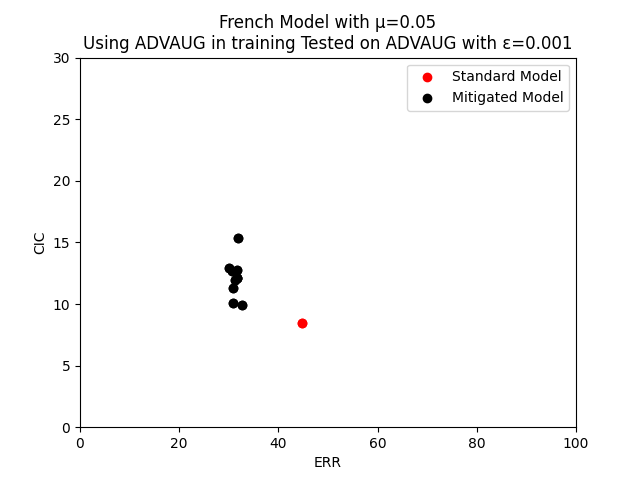 French Model with μ=0.05
Using ADVAUG in training Tested on ADVAUG with ε=0.001
Standard Model
Mitigated Model
30
25
20
15
10
5
0
CIC
0 20 40 60 80 100
ERR